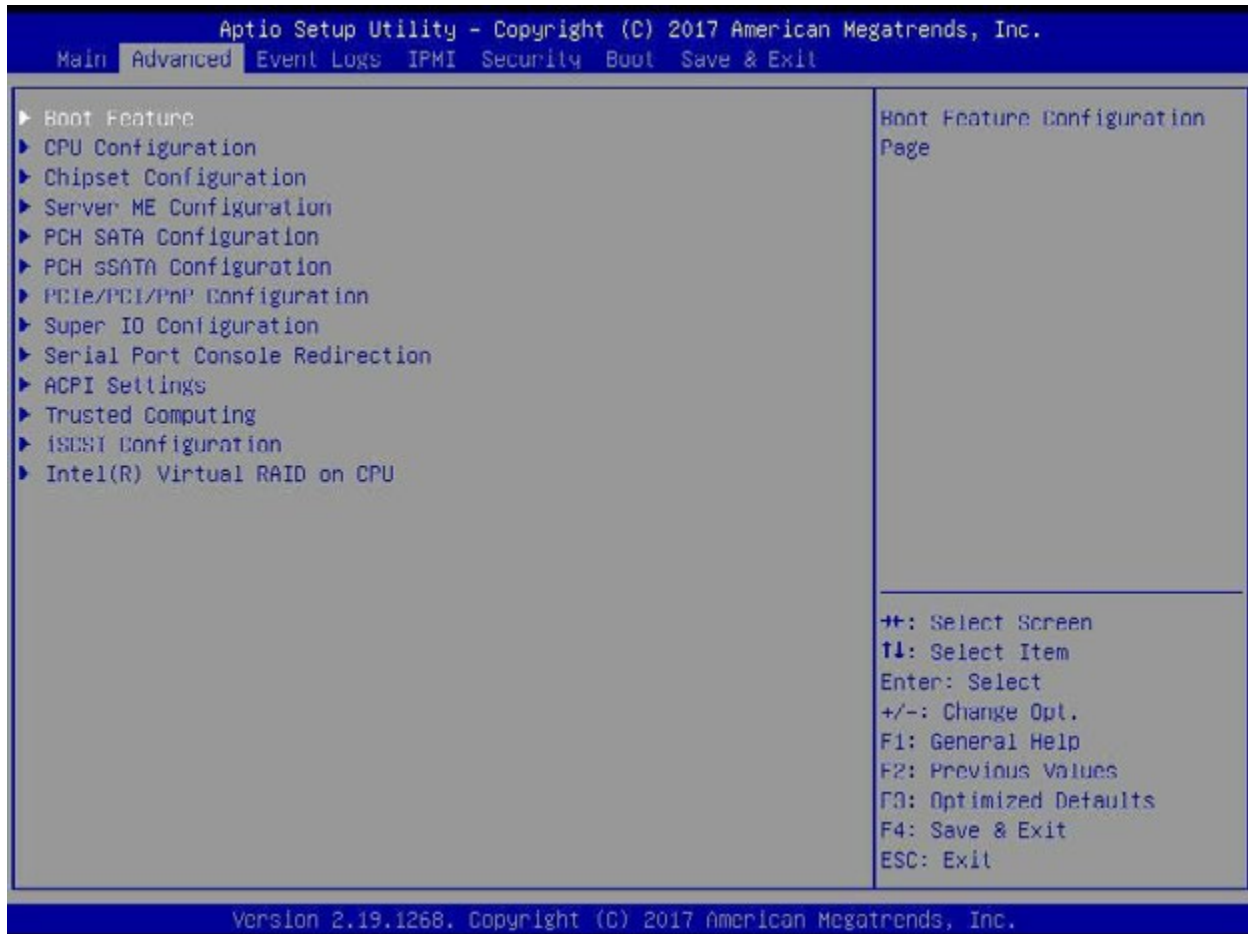 Aptio Setup Utility – Copyright (C) 2017 American Megatrends, Inc.
Main Advanced Event Logs IPMI Security Boot Save & Exit
▶ Boot Feature
▶ CPU Configuration
▶ Chipset Configuration
▶ Server ME Configuration
▶ PCH SATA Configuration
▶ PCH sSATA Configuration
▶ PCIe/PCI/PnP Configuration
▶ Super IO Configuration
▶ Serial Port Console Redirection
▶ ACPI Settings
▶ Trusted Computing
▶ iSCSI Configuration
▶ Intel(R) Virtual RAID on CPU
Boot Feature Configuration
Page
→←: Select Screen
↑↓: Select Item
Enter: Select
+/-: Change Opt.
F1: General Help
F2: Previous Values
F3: Optimized Defaults
F4: Save & Exit
ESC: Exit
Version 2.19.1268. Copyright (C) 2017 American Megatrends, Inc.